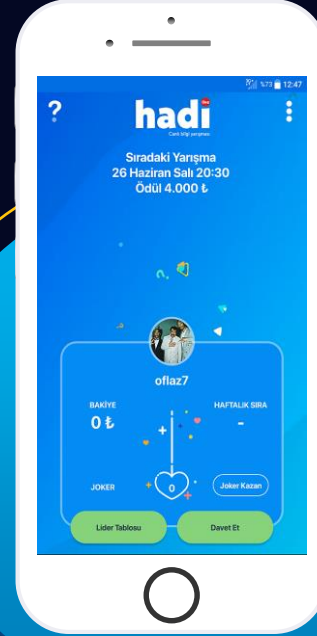 %73 12:47
?
hadi
Canlı bilgi yarışması
Sıradaki Yarışma
26 Haziran Salı 20:30
Ödül 4.000 ₺
oflaz7
BAKİYE
0 ₺
HAFTALIK SIRA
-
JOKER
0
Joker Kazan
Lider Tablosu
Davet Et